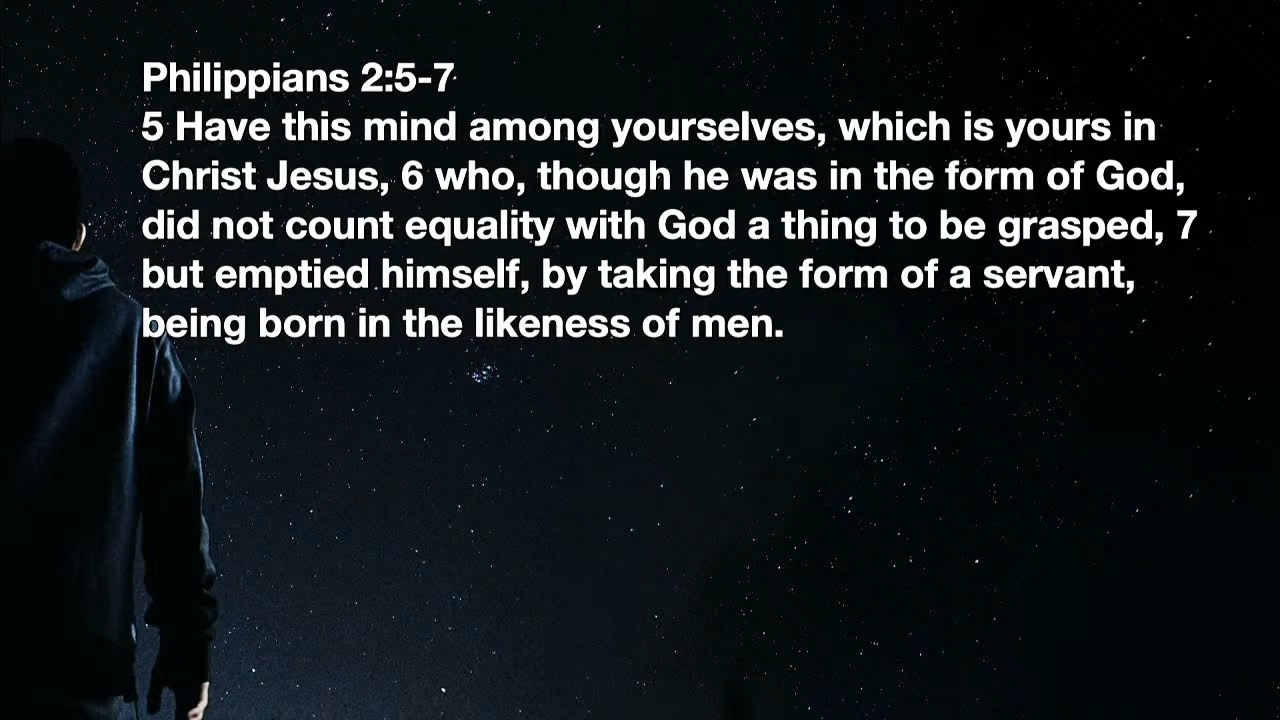 Philippians 2:5-7
5 Have this mind among yourselves, which is yours in
Christ Jesus, 6 who, though he was in the form of God,
did not count equality with God a thing to be grasped, 7
but emptied himself, by taking the form of a servant,
being born in the likeness of men.